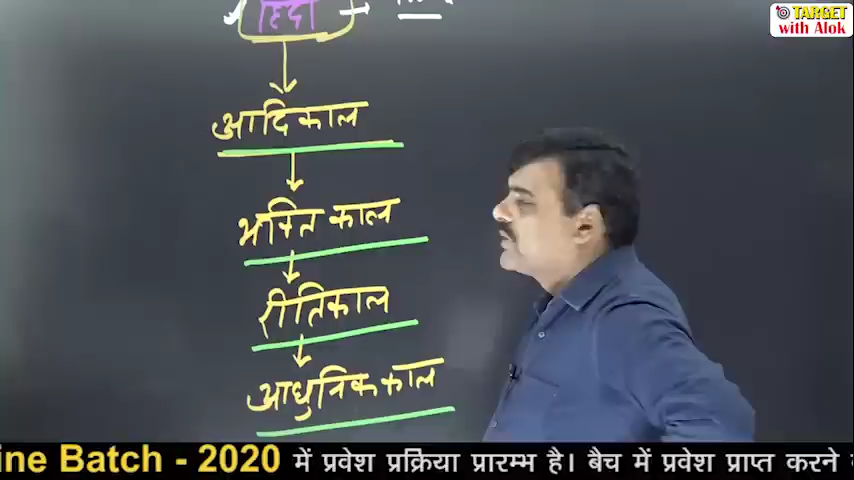 TARGET
with Alok
हिंदी
आदिकाल
भक्ति काल
रीतिकाल
आधुनिक काल
ine Batch - 2020 में प्रवेश प्रक्रिया प्रारम्भ है। बैच में प्रवेश प्राप्त करने